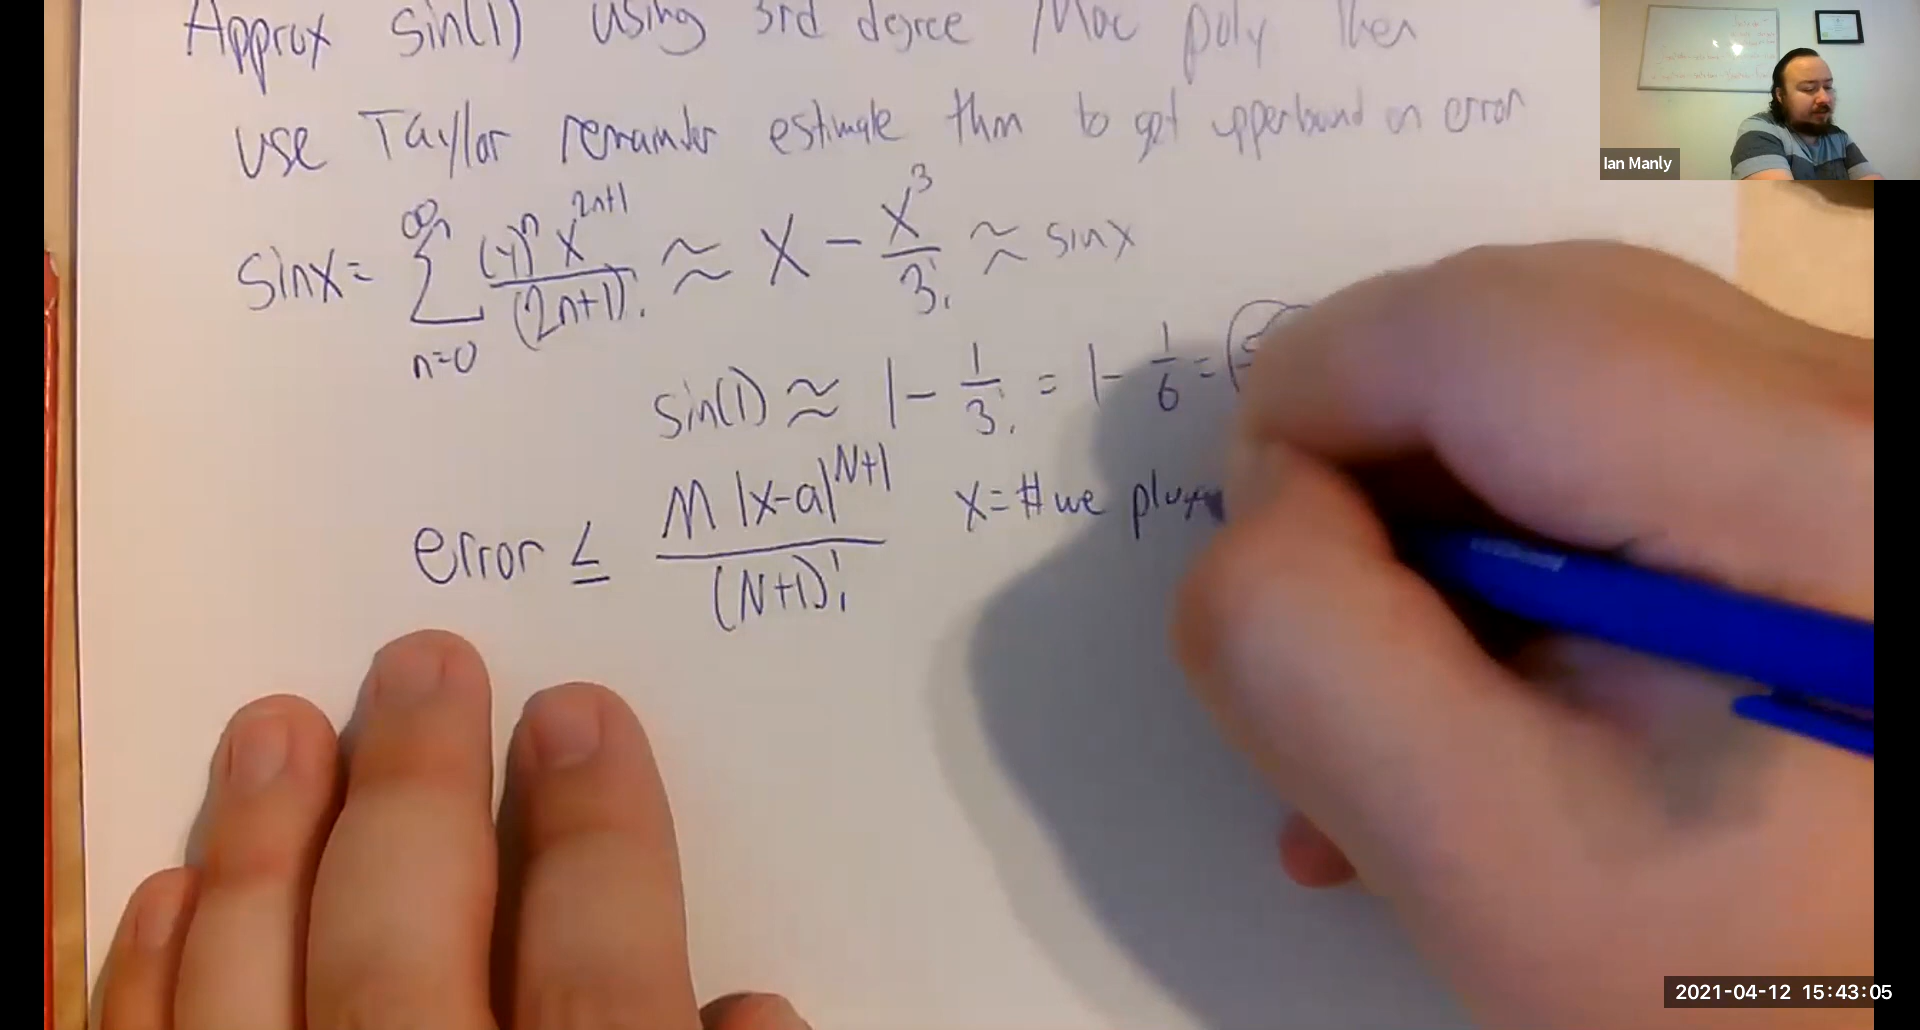 Approx sin(1) using 3rd degree Mac poly Then
use Taylor remainder estimate thm to get upperbound on error
sinx= ∞ Σ n=0 (-1)^n x^(2n+1) / (2n+1)! ≈ x - x^3/3! ≈ sinx
sin(1) ≈ 1 - 1/3! = 1 - 1/6 =
error ≤ M |x-a|^(N+1) / (N+1)! x = # we plug
Ian Manly
2021-04-12 15:43:05